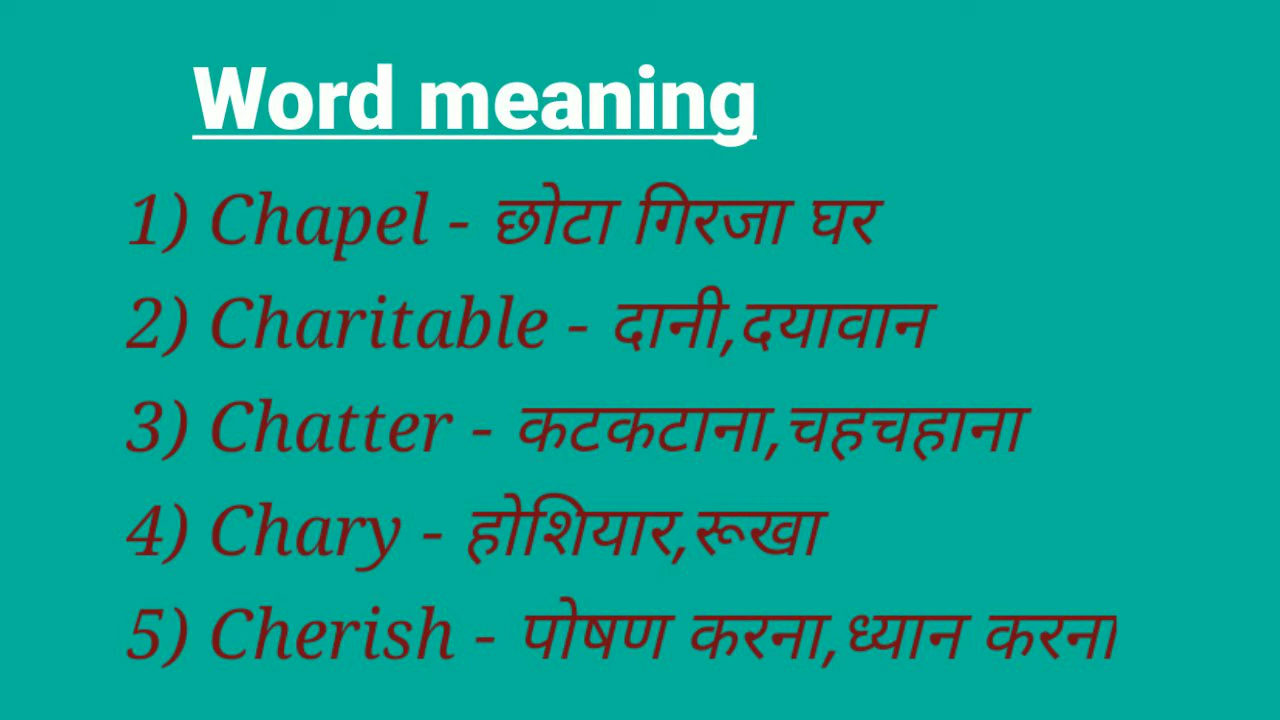 Word meaning
1) Chapel - छोटा गिरजा घर
2) Charitable - दानी,दयावान
3) Chatter - कटकटाना,चहचहाना
4) Chary - होशियार,रूखा
5) Cherish - पोषण करना,ध्यान करना